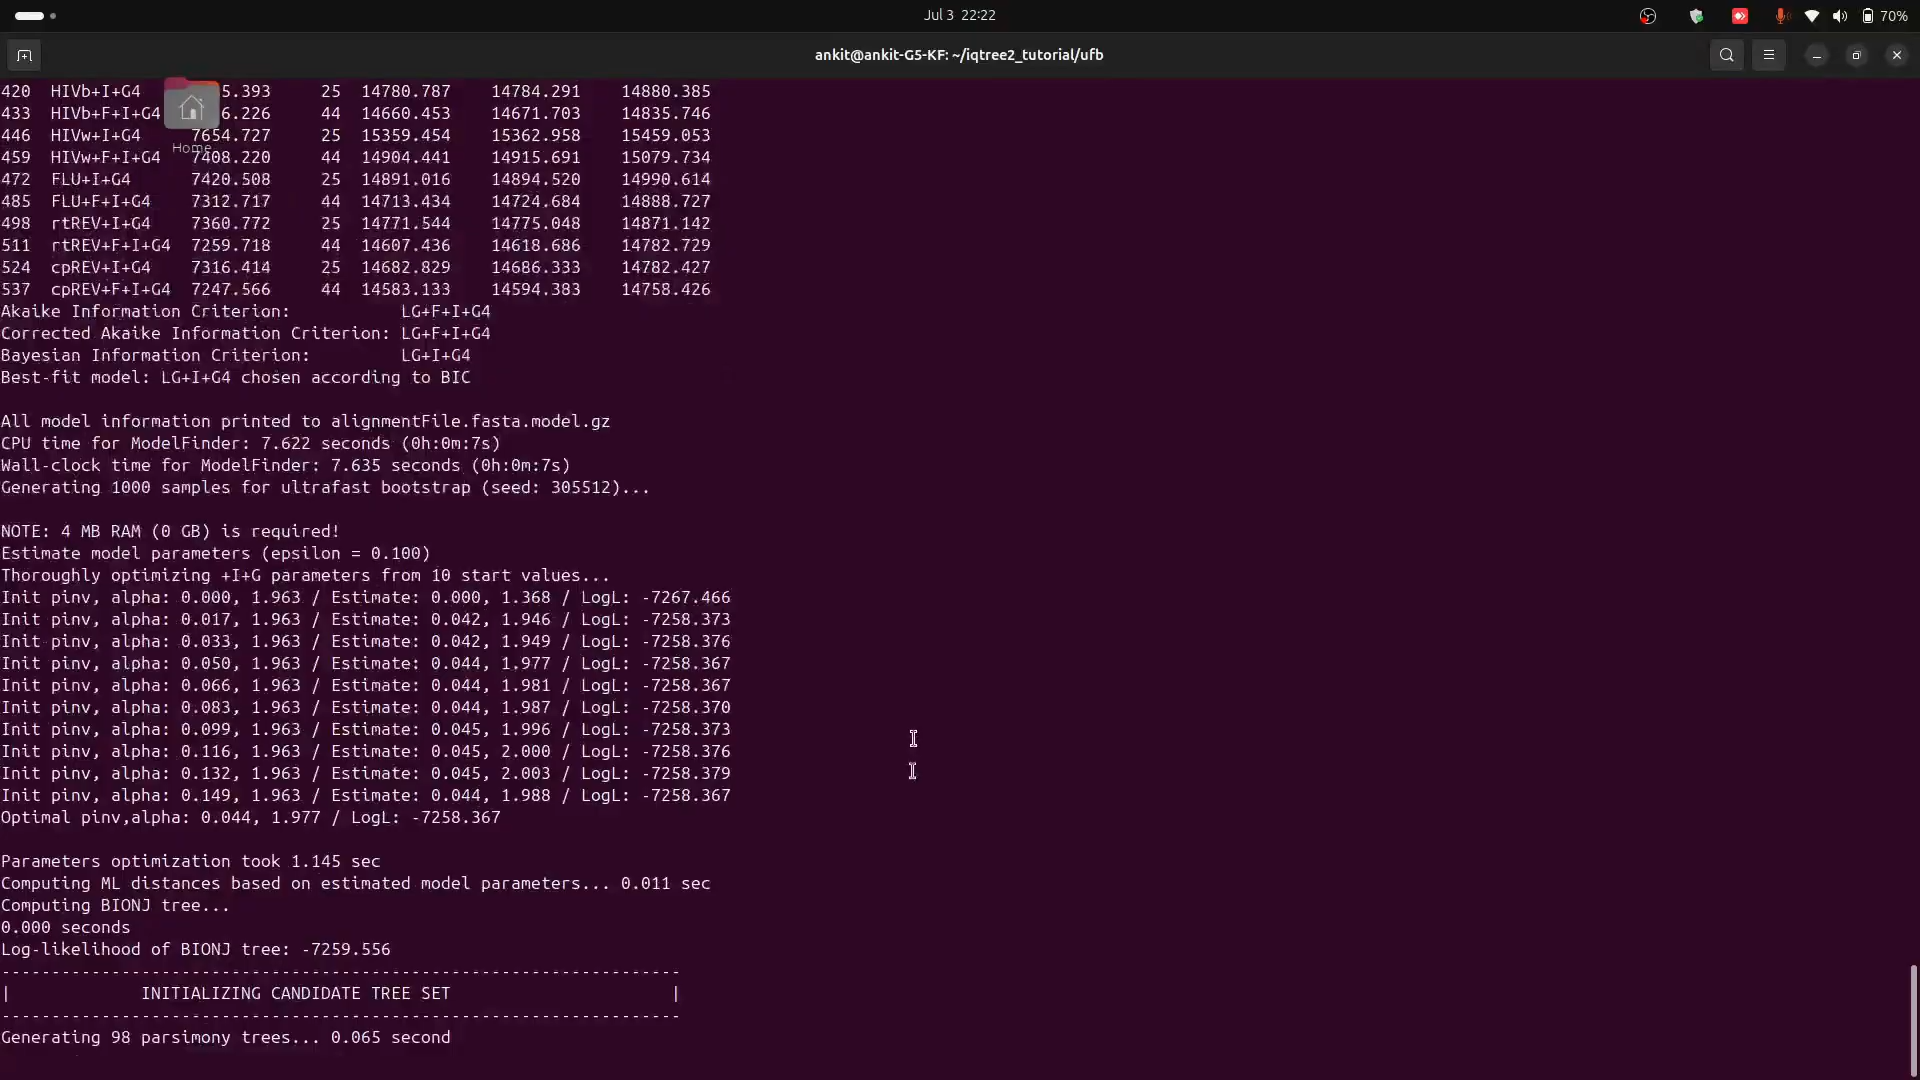 Jul 3 22:22
70%
ankit@ankit-G5-KF: ~/iqtree2_tutorial/ufb
420 HIVb+I+G4 5.393 25 14780.787 14784.291 14880.385
433 HIVb+F+I+G4 6.226 44 14660.453 14671.703 14835.746
446 HIVw+I+G4 7654.727 25 15359.454 15362.958 15459.053
Home
459 HIVw+F+I+G4 7408.220 44 14904.441 14915.691 15079.734
472 FLU+I+G4 7420.508 25 14891.016 14894.520 14990.614
485 FLU+F+I+G4 7312.717 44 14713.434 14724.684 14888.727
498 rtREV+I+G4 7360.772 25 14771.544 14775.048 14871.142
511 rtREV+F+I+G4 7259.718 44 14607.436 14618.686 14782.729
524 cpREV+I+G4 7316.414 25 14682.829 14686.333 14782.427
537 cpREV+F+I+G4 7247.566 44 14583.133 14594.383 14758.426
Akaike Information Criterion: LG+F+I+G4
Corrected Akaike Information Criterion: LG+F+I+G4
Bayesian Information Criterion: LG+I+G4
Best-fit model: LG+I+G4 chosen according to BIC
All model information printed to alignmentFile.fasta.model.gz
CPU time for ModelFinder: 7.622 seconds (0h:0m:7s)
Wall-clock time for ModelFinder: 7.635 seconds (0h:0m:7s)
Generating 1000 samples for ultrafast bootstrap (seed: 305512)...
NOTE: 4 MB RAM (0 GB) is required!
Estimate model parameters (epsilon = 0.100)
Thoroughly optimizing +I+G parameters from 10 start values...
Init pinv, alpha: 0.000, 1.963 / Estimate: 0.000, 1.368 / LogL: -7267.466
Init pinv, alpha: 0.017, 1.963 / Estimate: 0.042, 1.946 / LogL: -7258.373
Init pinv, alpha: 0.033, 1.963 / Estimate: 0.042, 1.949 / LogL: -7258.376
Init pinv, alpha: 0.050, 1.963 / Estimate: 0.044, 1.977 / LogL: -7258.367
Init pinv, alpha: 0.066, 1.963 / Estimate: 0.044, 1.981 / LogL: -7258.367
Init pinv, alpha: 0.083, 1.963 / Estimate: 0.044, 1.987 / LogL: -7258.370
Init pinv, alpha: 0.099, 1.963 / Estimate: 0.045, 1.996 / LogL: -7258.373
Init pinv, alpha: 0.116, 1.963 / Estimate: 0.045, 2.000 / LogL: -7258.376
Init pinv, alpha: 0.132, 1.963 / Estimate: 0.045, 2.003 / LogL: -7258.379
Init pinv, alpha: 0.149, 1.963 / Estimate: 0.044, 1.988 / LogL: -7258.367
Optimal pinv,alpha: 0.044, 1.977 / LogL: -7258.367
Parameters optimization took 1.145 sec
Computing ML distances based on estimated model parameters... 0.011 sec
Computing BIONJ tree...
0.000 seconds
Log-likelihood of BIONJ tree: -7259.556
--------------------------------------------------------------------
| INITIALIZING CANDIDATE TREE SET |
--------------------------------------------------------------------
Generating 98 parsimony trees... 0.065 second